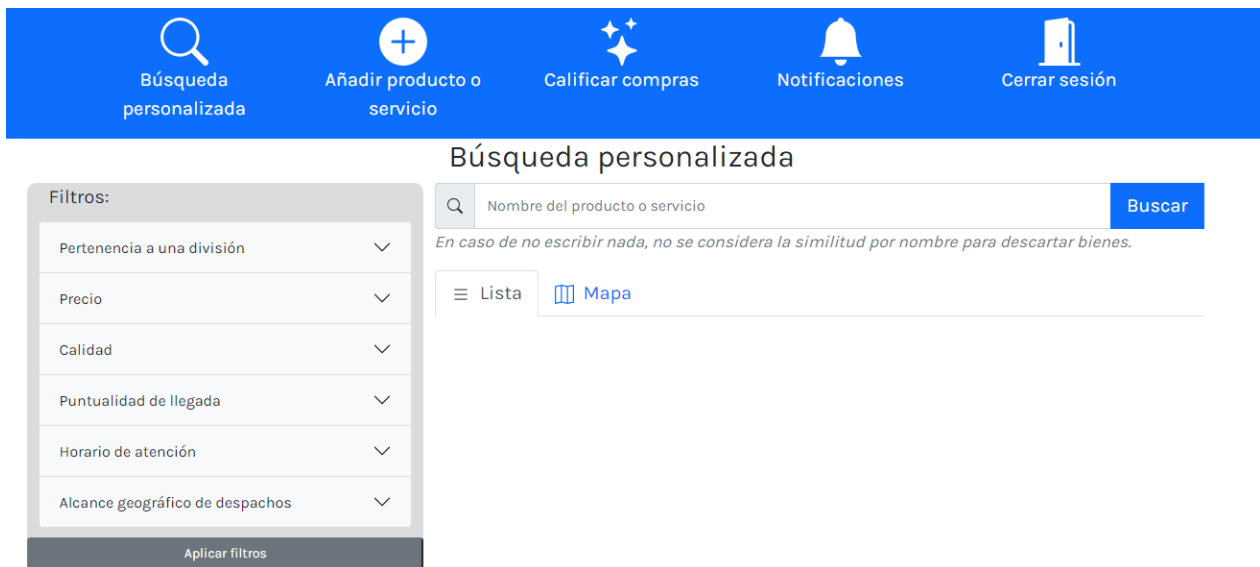 Búsqueda
personalizada
Añadir producto o
servicio
Calificar compras
Notificaciones
Cerrar sesión
Búsqueda personalizada
Filtros:
Pertenencia a una división
Precio
Calidad
Puntualidad de llegada
Horario de atención
Alcance geográfico de despachos
Aplicar filtros
Nombre del producto o servicio
Buscar
En caso de no escribir nada, no se considera la similitud por nombre para descartar bienes.
Lista
Mapa